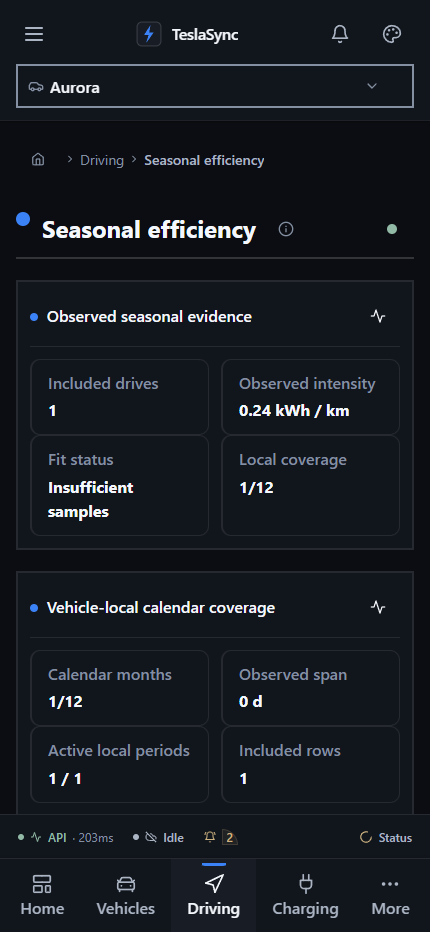 TeslaSync
Aurora
Driving
Seasonal efficiency
Seasonal efficiency
Observed seasonal evidence
Included drives
1
Observed intensity
0.24 kWh / km
Fit status
Insufficient
samples
Local coverage
1/12
Vehicle-local calendar coverage
Calendar months
1/12
Observed span
0 d
Active local periods
1 / 1
Included rows
1
API · 203ms
Idle
2
Status
Home
Vehicles
Driving
Charging
More